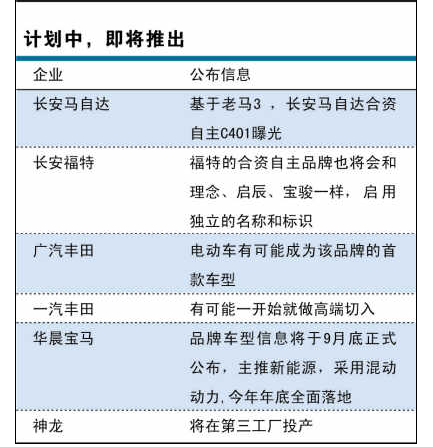 计划中，即将推出
企业 公布信息
长安马自达 基于老马3 ，长安马自达合资
自主C401曝光
长安福特 福特的合资自主品牌也将会和
理念、启辰、宝骏一样，启用
独立的名称和标识
广汽丰田 电动车有可能成为该品牌的首
款车型
一汽丰田 有可能一开始就做高端切入
华晨宝马 品牌车型信息将于9月底正式
公布，主推新能源，采用混动
动力,今年年底全面落地
神龙 将在第三工厂投产